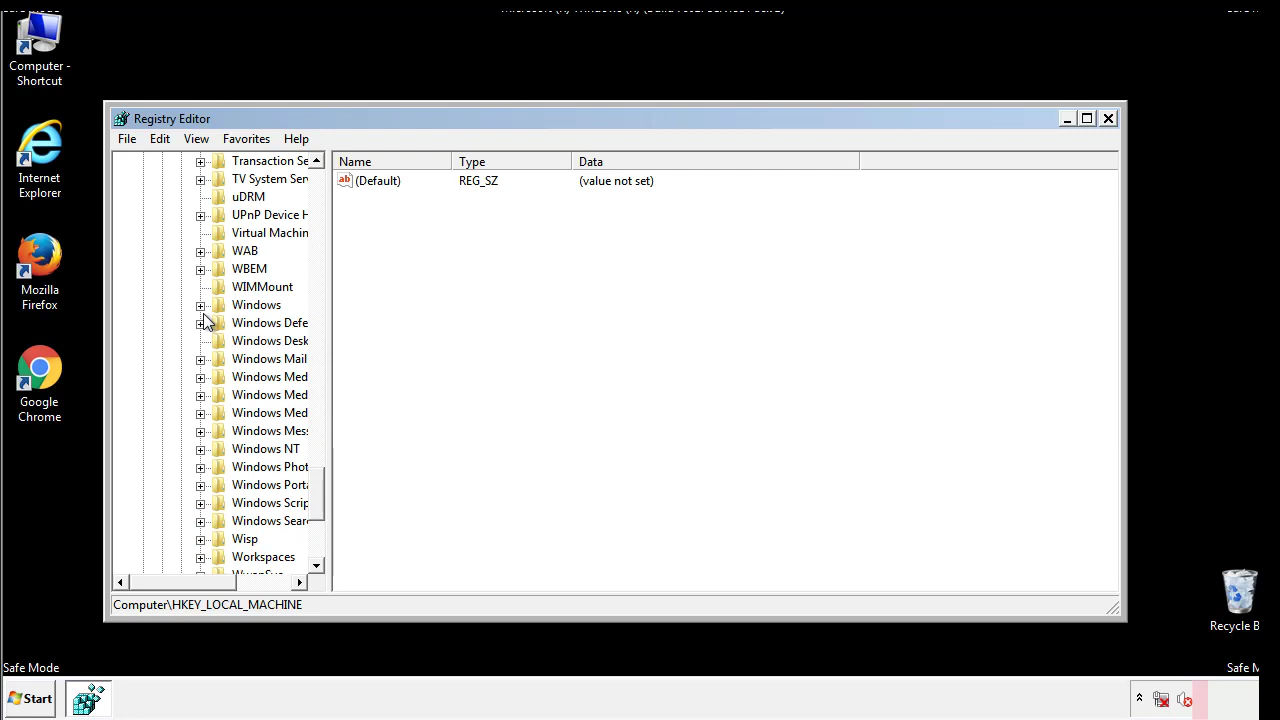 Computer -
Shortcut
Internet
Explorer
Mozilla
Firefox
Google
Chrome
Registry Editor
File Edit View Favorites Help
Transaction Se
TV System Serv
uDRM
UPnP Device H
Virtual Machin
WAB
WBEM
WIMMount
Windows
Windows Defe
Windows Desk
Windows Mail
Windows Med
Windows Med
Windows Med
Windows Mess
Windows NT
Windows Phot
Windows Porta
Windows Scrip
Windows Sear
Wisp
Workspaces
Name Type Data
(Default) REG_SZ (value not set)
Computer\HKEY_LOCAL_MACHINE
Recycle B
Safe Mode
Safe M
Start